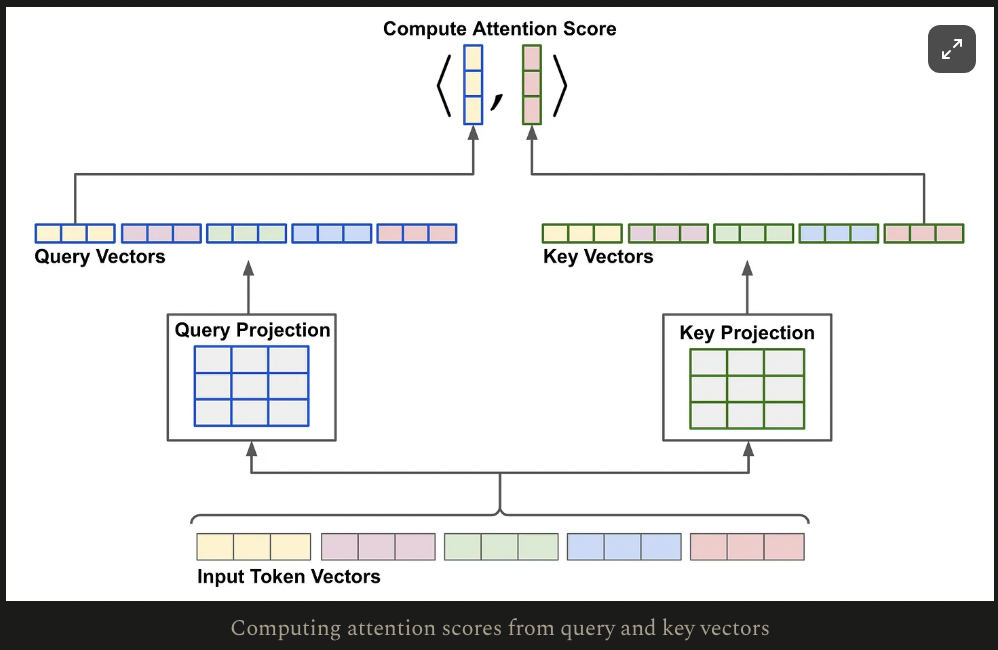 Compute Attention Score
⟨ , ⟩
Query Vectors
Key Vectors
Query Projection
Key Projection
Input Token Vectors
Computing attention scores from query and key vectors